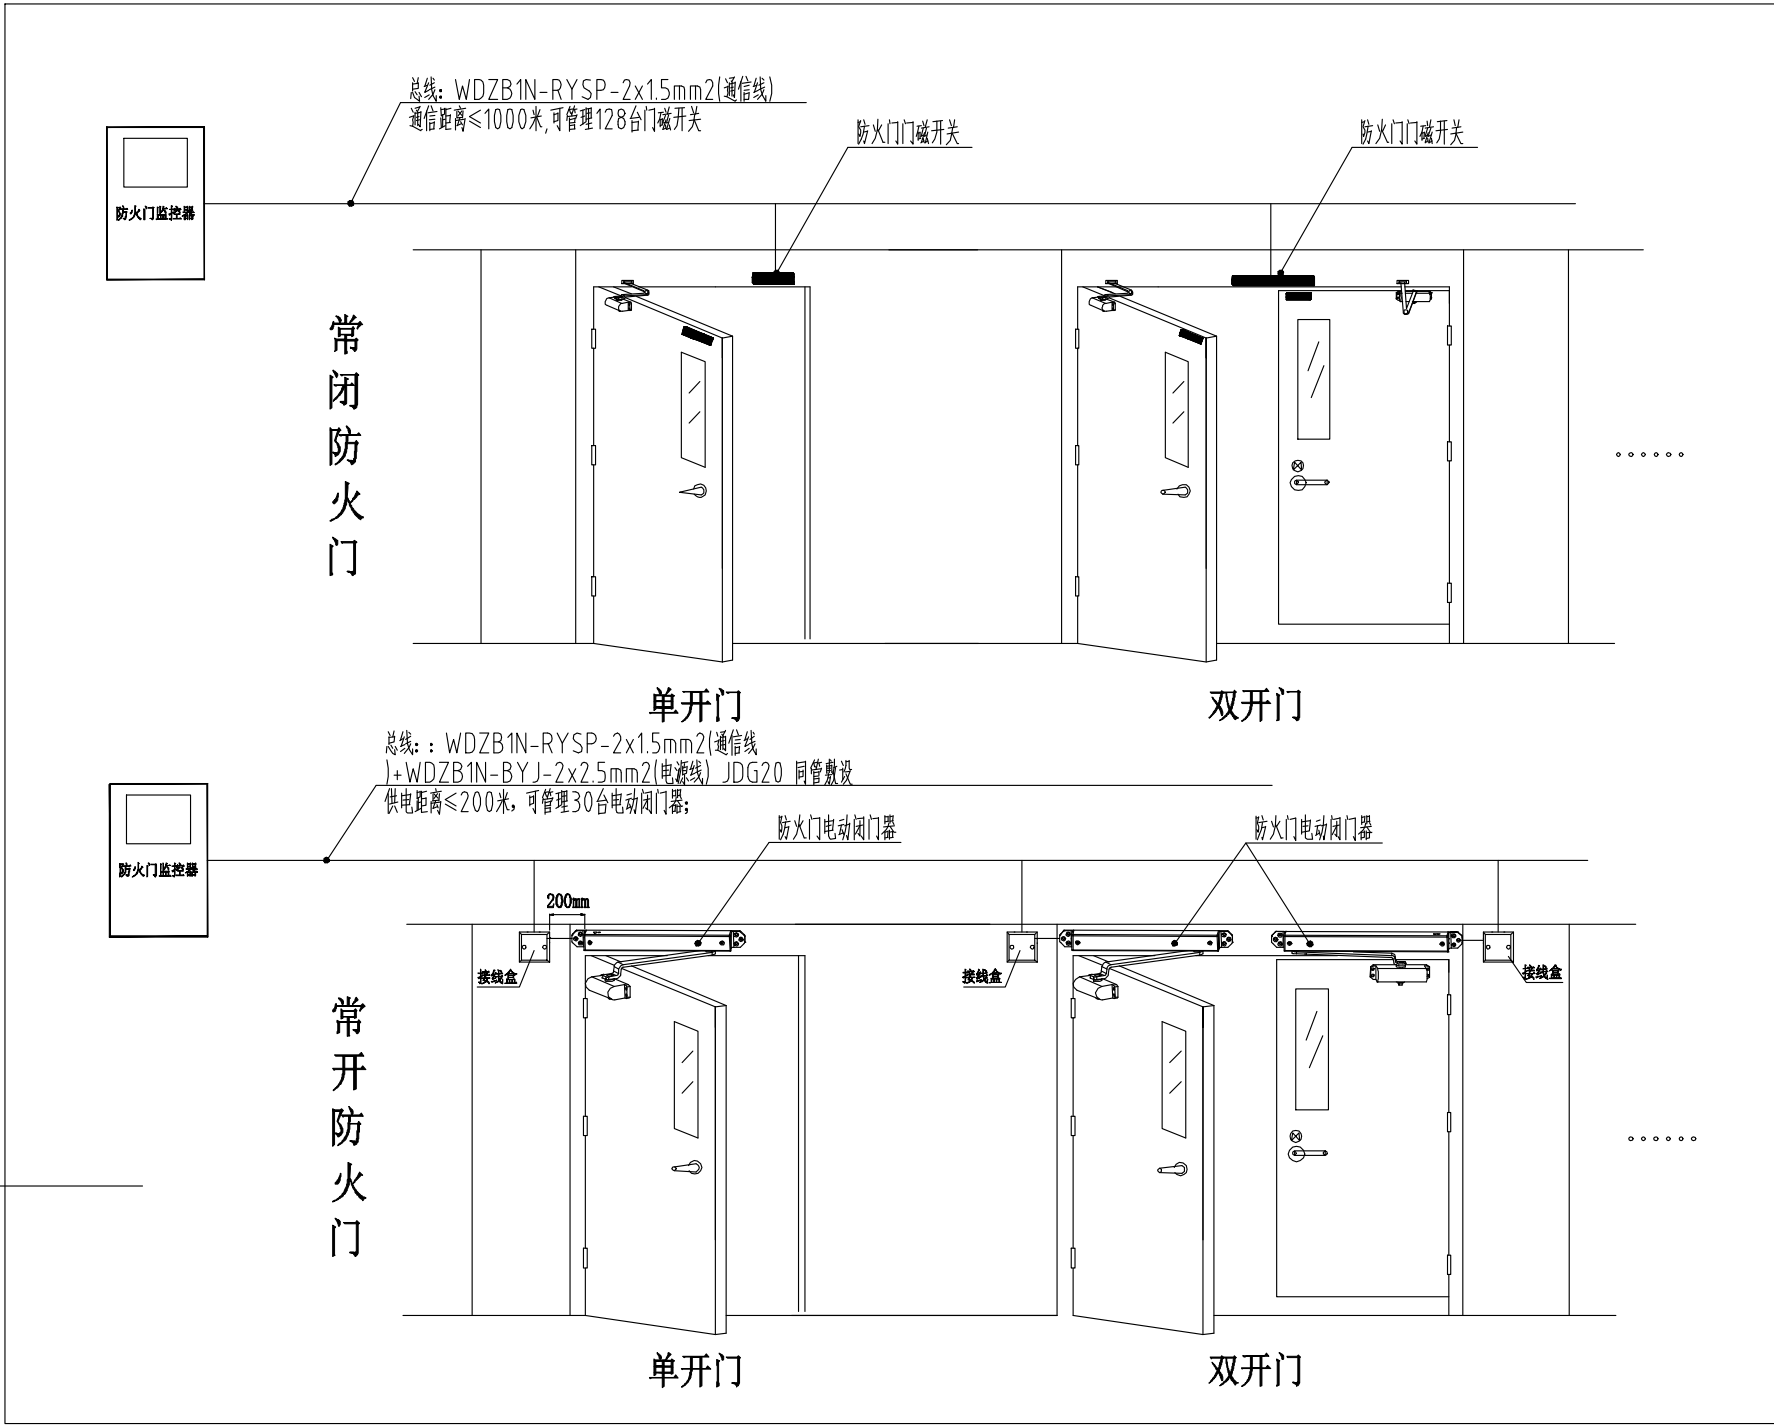 总线: WDZB1N-RYSP-2x1.5mm2(通信线)
通信距离≤1000米,可管理128台门磁开关
防火门门磁开关
防火门门磁开关
防火门监控器
常闭防火门
单开门
双开门
总线: : WDZB1N-RYSP-2x1.5mm2(通信线
)+WDZB1N-BYJ-2x2.5mm2(电源线) JDG20 同管敷设
供电距离≤200米, 可管理30台电动闭门器;
防火门电动闭门器
防火门电动闭门器
防火门监控器
200mm
接线盒
接线盒
接线盒
常开防火门
单开门
双开门